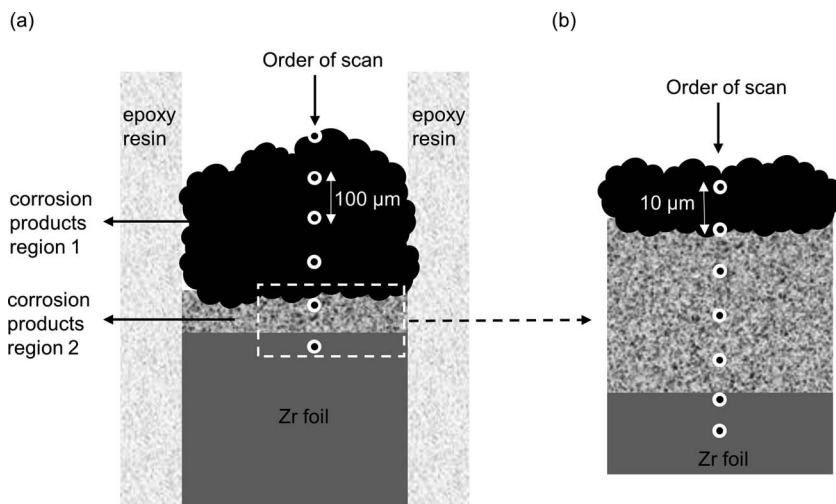 (a)
Order of scan
epoxy
resin
epoxy
resin
100 µm
corrosion
products
region 1
corrosion
products
region 2
Zr foil
(b)
Order of scan
10 µm
Zr foil